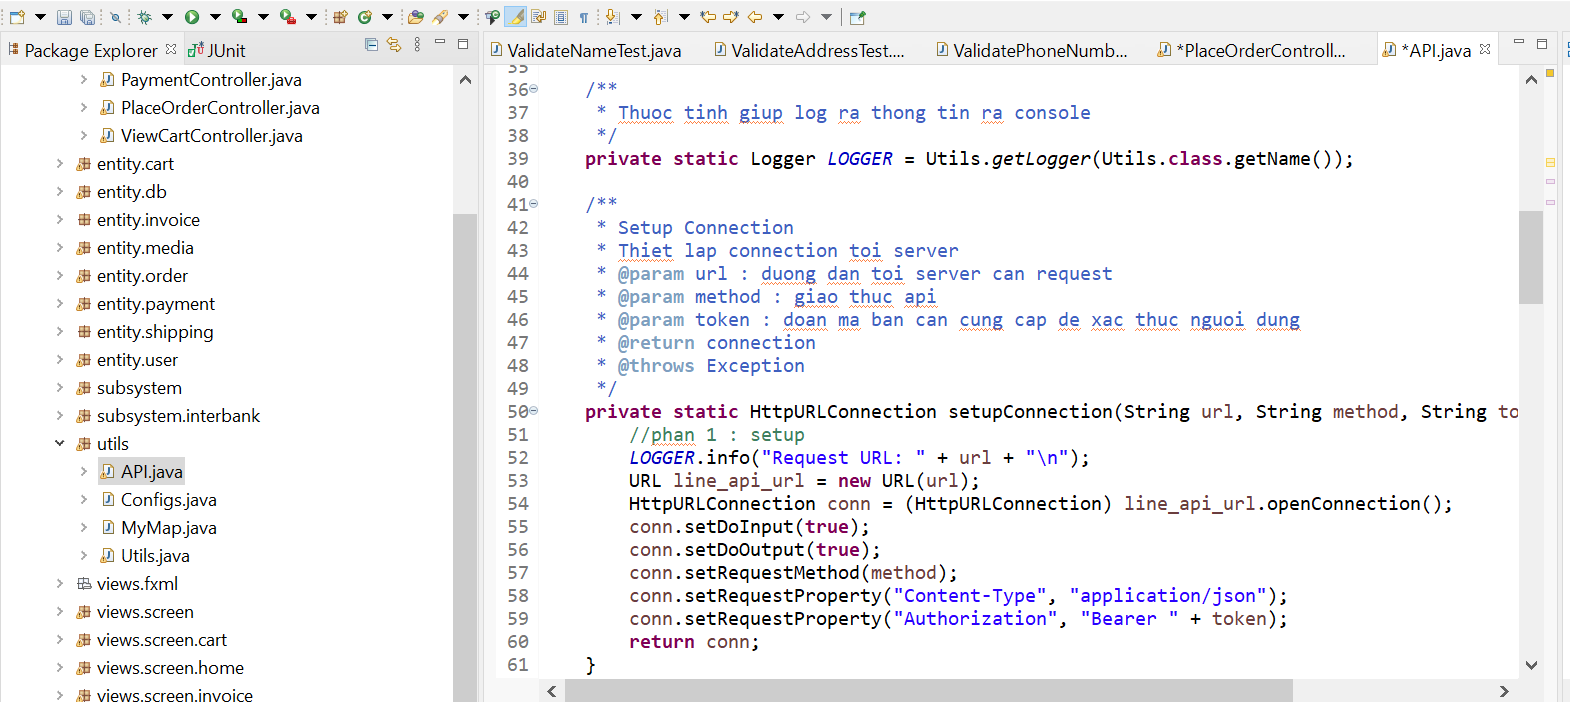 Package Explorer
JUnit
PaymentController.java
PlaceOrderController.java
ViewCartController.java
entity.cart
entity.db
entity.invoice
entity.media
entity.order
entity.payment
entity.shipping
entity.user
subsystem
subsystem.interbank
utils
API.java
Configs.java
MyMap.java
Utils.java
views.fxml
views.screen
views.screen.cart
views.screen.home
views.screen.invoice
ValidateNameTest.java
ValidateAddressTest....
ValidatePhoneNumb...
*PlaceOrderControll...
*API.java
35
36 /**
37 * Thuoc tinh giup log ra thong tin ra console
38 */
39 private static Logger LOGGER = Utils.getLogger(Utils.class.getName());
40
41 /**
42 * Setup Connection
43 * Thiet lap connection toi server
44 * @param url : duong dan toi server can request
45 * @param method : giao thuc api
46 * @param token : doan ma ban can cung cap de xac thuc nguoi dung
47 * @return connection
48 * @throws Exception
49 */
50 private static HttpURLConnection setupConnection(String url, String method, String to
51 //phan 1 : setup
52 LOGGER.info("Request URL: " + url + "\n");
53 URL line_api_url = new URL(url);
54 HttpURLConnection conn = (HttpURLConnection) line_api_url.openConnection();
55 conn.setDoInput(true);
56 conn.setDoOutput(true);
57 conn.setRequestMethod(method);
58 conn.setRequestProperty("Content-Type", "application/json");
59 conn.setRequestProperty("Authorization", "Bearer " + token);
60 return conn;
61 }